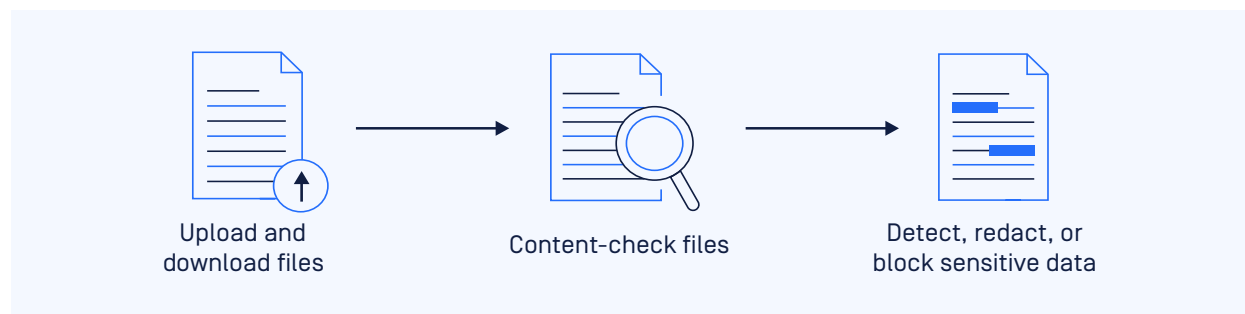 Upload and
download files
Content-check files
Detect, redact, or
block sensitive data